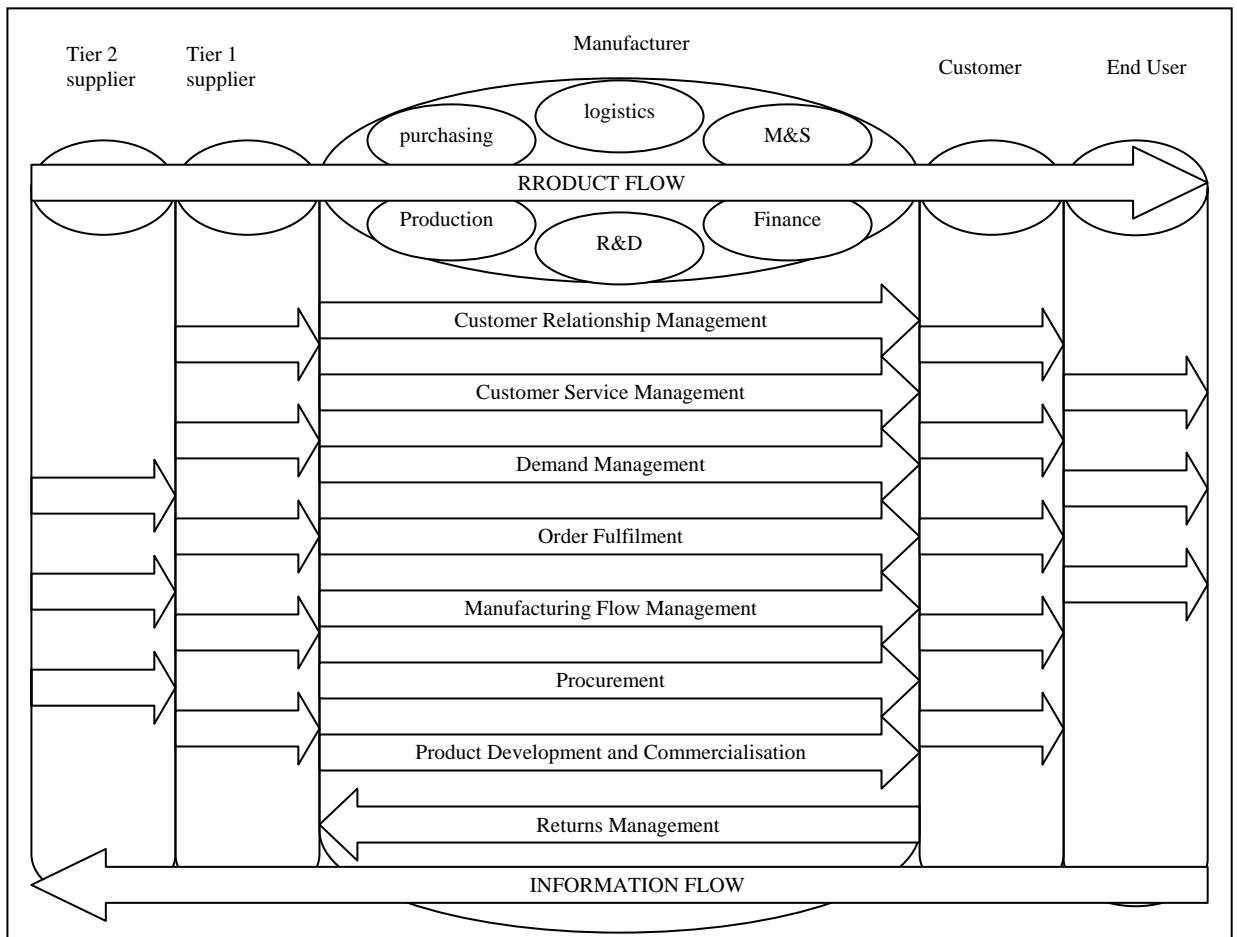 Manufacturer
Tier 2
supplier
Tier 1
supplier
Customer
End User
logistics
purchasing
M&S
RRODUCT FLOW
Production
R&D
Finance
Customer Relationship Management
Customer Service Management
Demand Management
Order Fulfilment
Manufacturing Flow Management
Procurement
Product Development and Commercialisation
Returns Management
INFORMATION FLOW